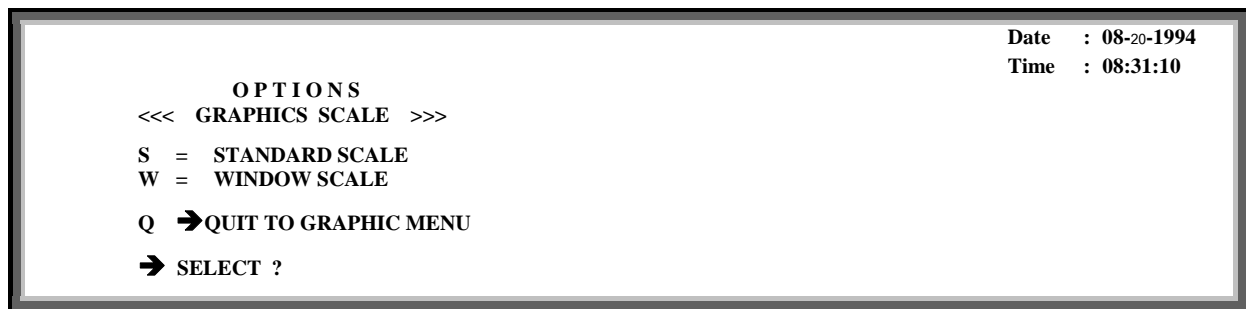 Date : 08-20-1994
Time : 08:31:10
O P T I O N S
<<< GRAPHICS SCALE >>>
S = STANDARD SCALE
W = WINDOW SCALE
Q ➔QUIT TO GRAPHIC MENU
➔ SELECT ?